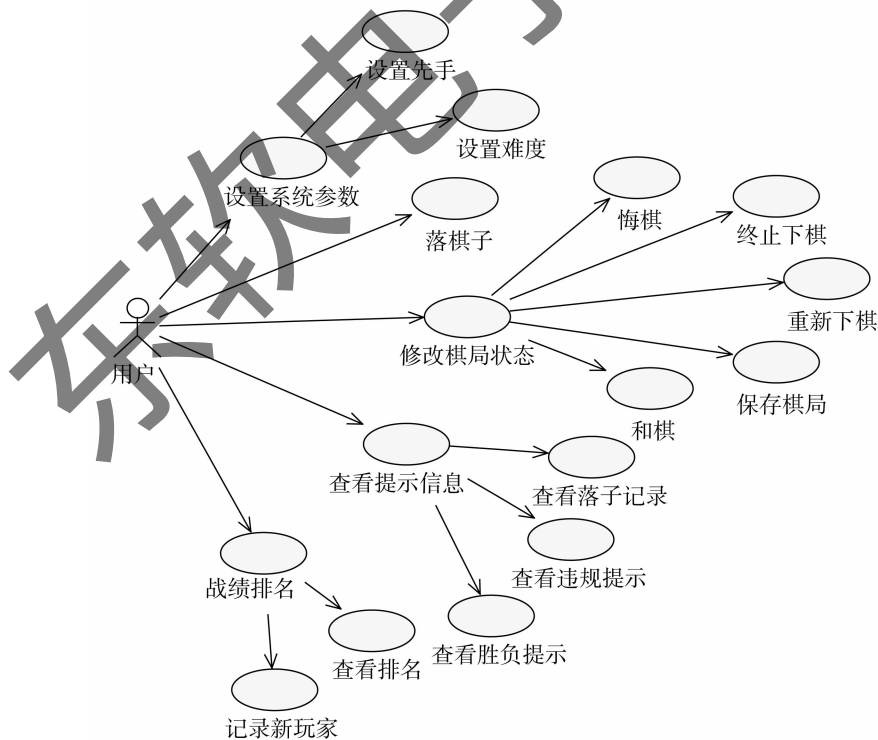 设置先手
设置难度
设置系统参数
落棋子
悔棋
终止下棋
重新下棋
用户
修改棋局状态
保存棋局
和棋
查看提示信息
查看落子记录
战绩排名
查看违规提示
查看排名
查看胜负提示
记录新玩家
东软电子